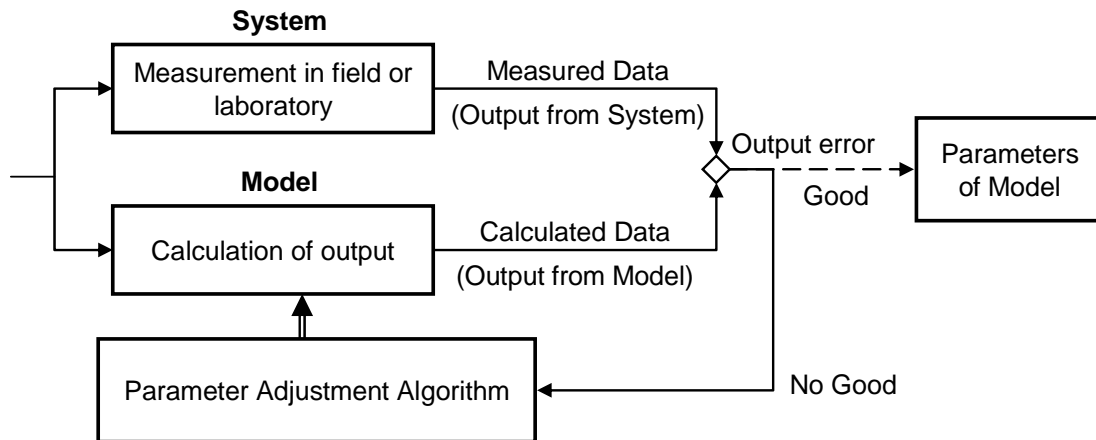 System
Measurement in field or
laboratory
Measured Data
(Output from System)
Output error
Good
Parameters
of Model
Model
Calculation of output
Calculated Data
(Output from Model)
Parameter Adjustment Algorithm
No Good